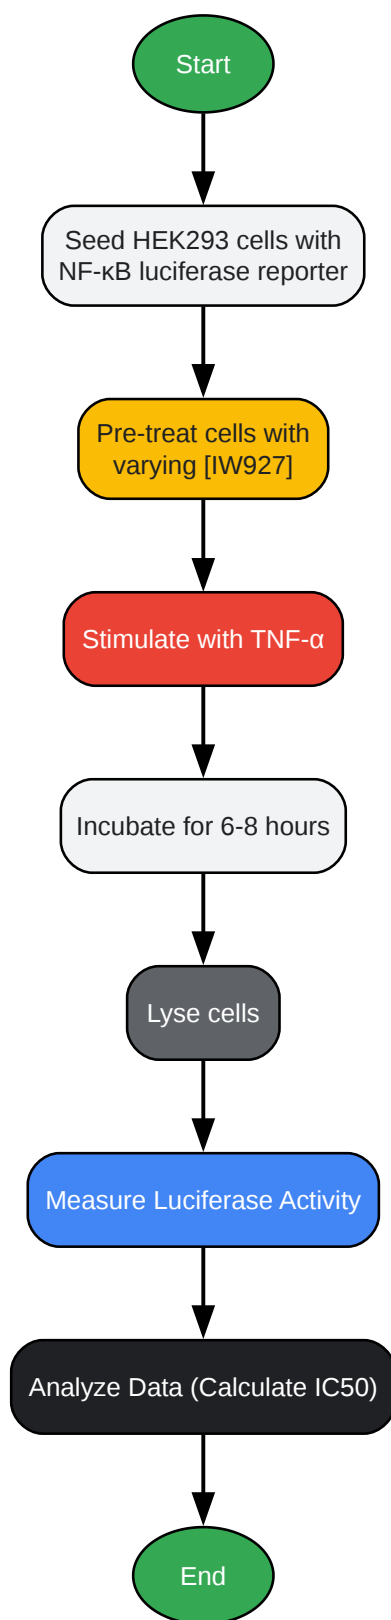 Start
Seed HEK293 cells with
NF-κB luciferase reporter
Pre-treat cells with
varying [IW927]
Stimulate with TNF-α
Incubate for 6-8 hours
Lyse cells
Measure Luciferase Activity
Analyze Data (Calculate IC50)
End